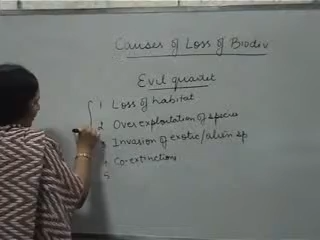 Causes of Loss of Biodiv
Evil quadet
1 Loss of habitat
2 Over exploitation of species
3 Invasion of exotic/alien sp
4 Co-extinction
5